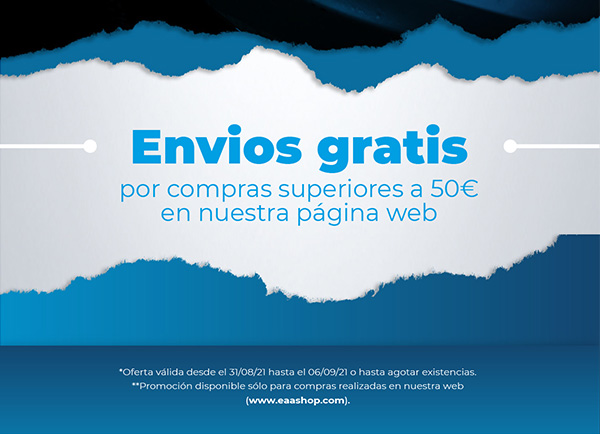 Envios gratis
por compras superiores a 50€
en nuestra página web
*Oferta válida desde el 31/08/21 hasta el 06/09/21 o hasta agotar existencias.
**Promoción disponible sólo para compras realizadas en nuestra web
(www.eaashop.com).